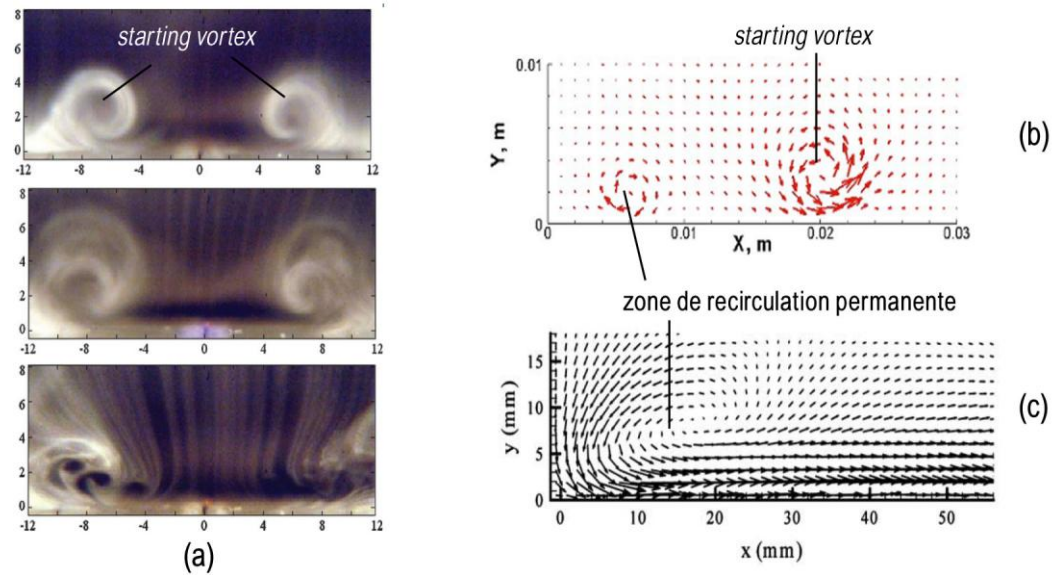 starting vortex
8
6
4
2
0
-12 -8 -4 0 4 8 12
8
6
4
2
0
-12 -8 -4 0 4 8 12
8
6
4
2
0
-12 -8 -4 0 4 8 12
(a)
starting vortex
0.01
Y, m
0
0 0.01 0.02 0.03
X, m
(b)
zone de recirculation permanente
15
10
5
0
y (mm)
0 10 20 30 40 50
x (mm)
(c)